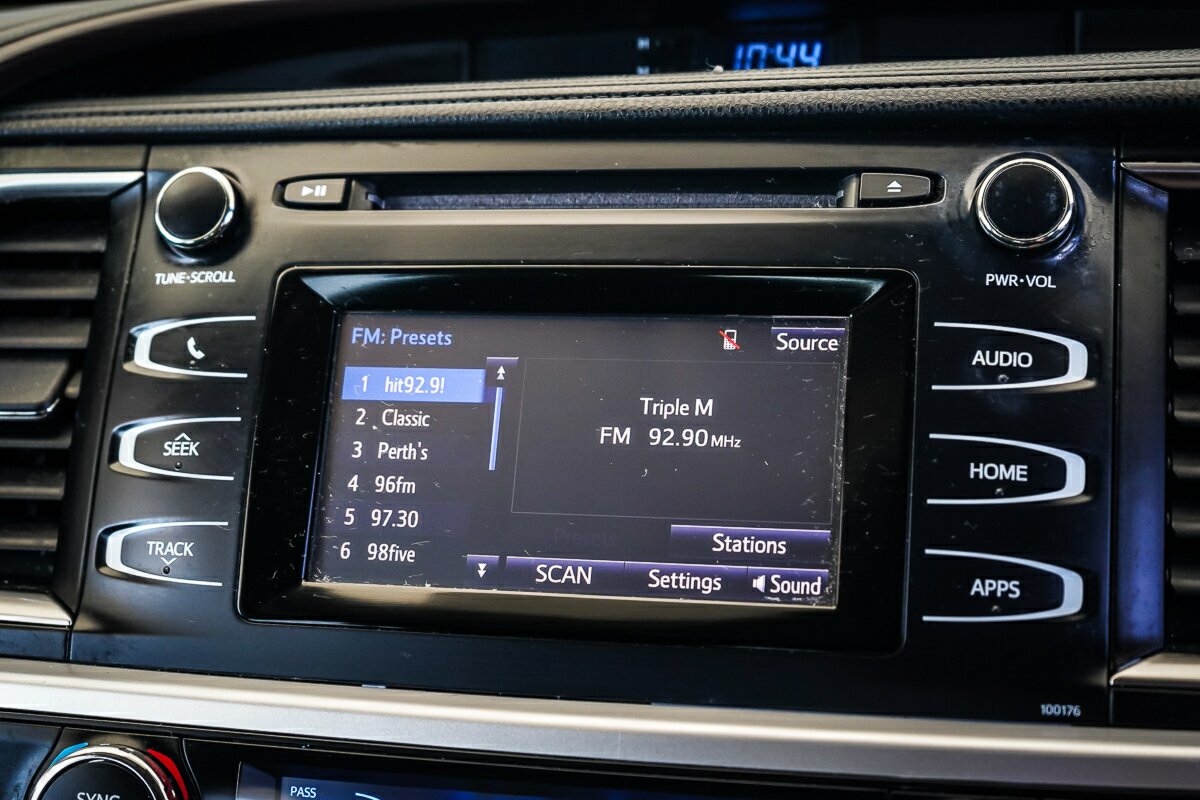 H
10:44
TUNE•SCROLL
PWR•VOL
SEEK
TRACK
FM: Presets
Source
1 hit92.9!
2 Classic
3 Perth's
4 96fm
5 97.30
6 98five
Triple M
FM 92.90 MHz
Presets
Stations
SCAN
Settings
Sound
AUDIO
HOME
APPS
100176
SYNC
PASS